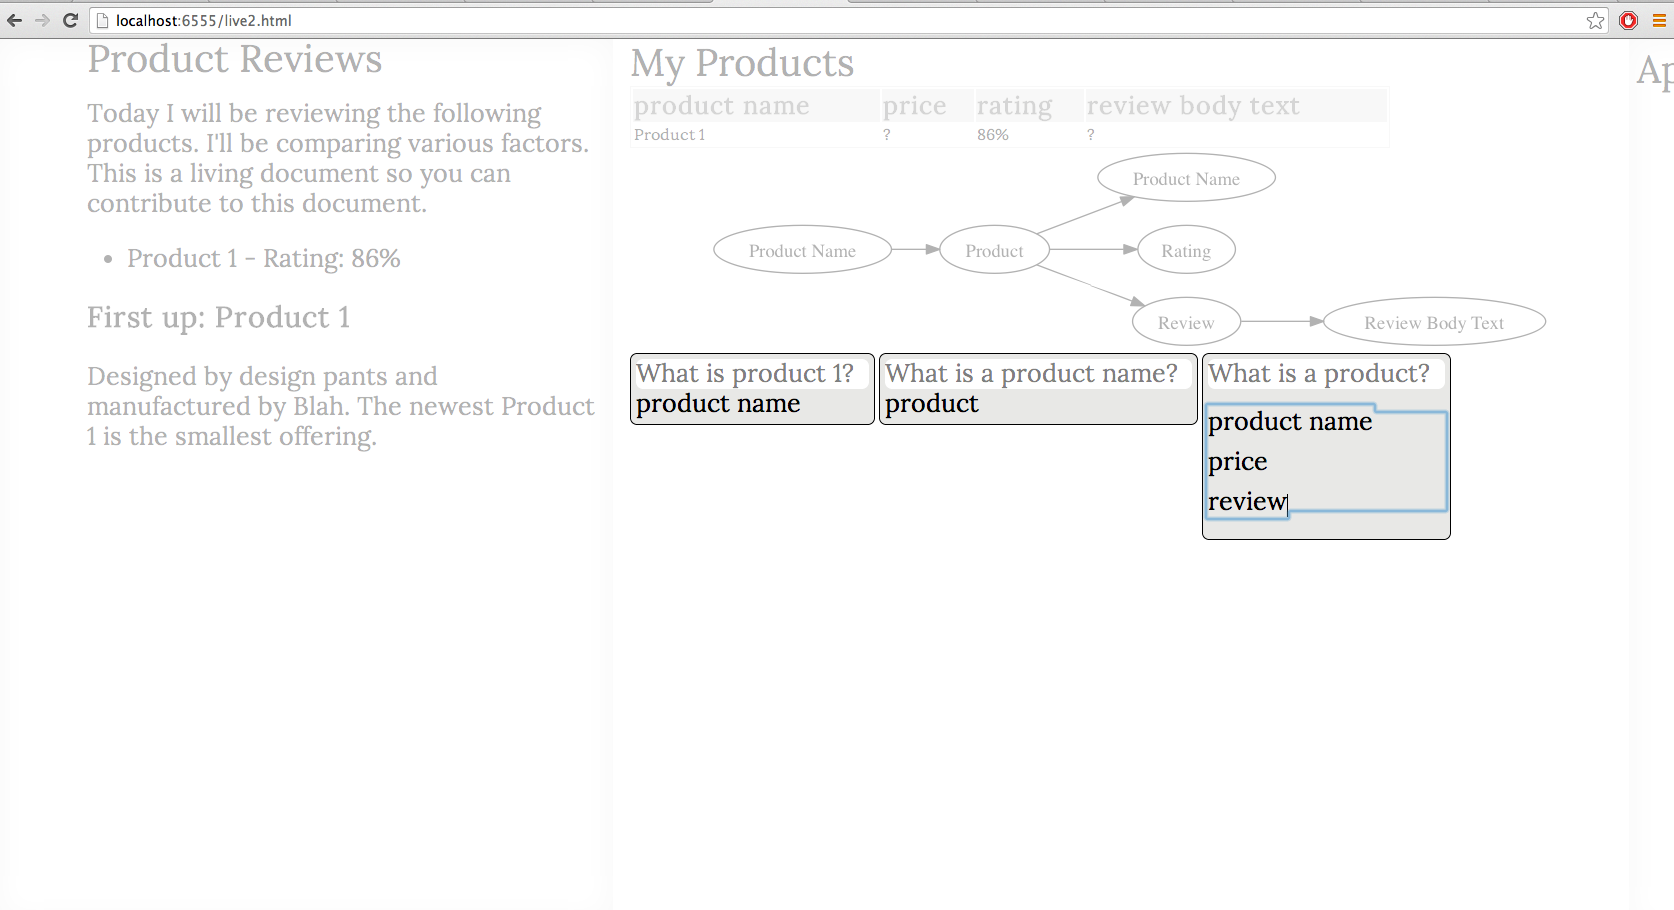 localhost:6555/live2.html
Product Reviews
Today I will be reviewing the following
products. I'll be comparing various factors.
This is a living document so you can
contribute to this document.
• Product 1 - Rating: 86%
First up: Product 1
Designed by design pants and
manufactured by Blah. The newest Product
1 is the smallest offering.
My Products
product name price rating review body text
Product 1 ? 86% ?
Product Name
Product Name
Product
Rating
Review
Review Body Text
What is product 1?
product name
What is a product name?
product
What is a product?
product name
price
review